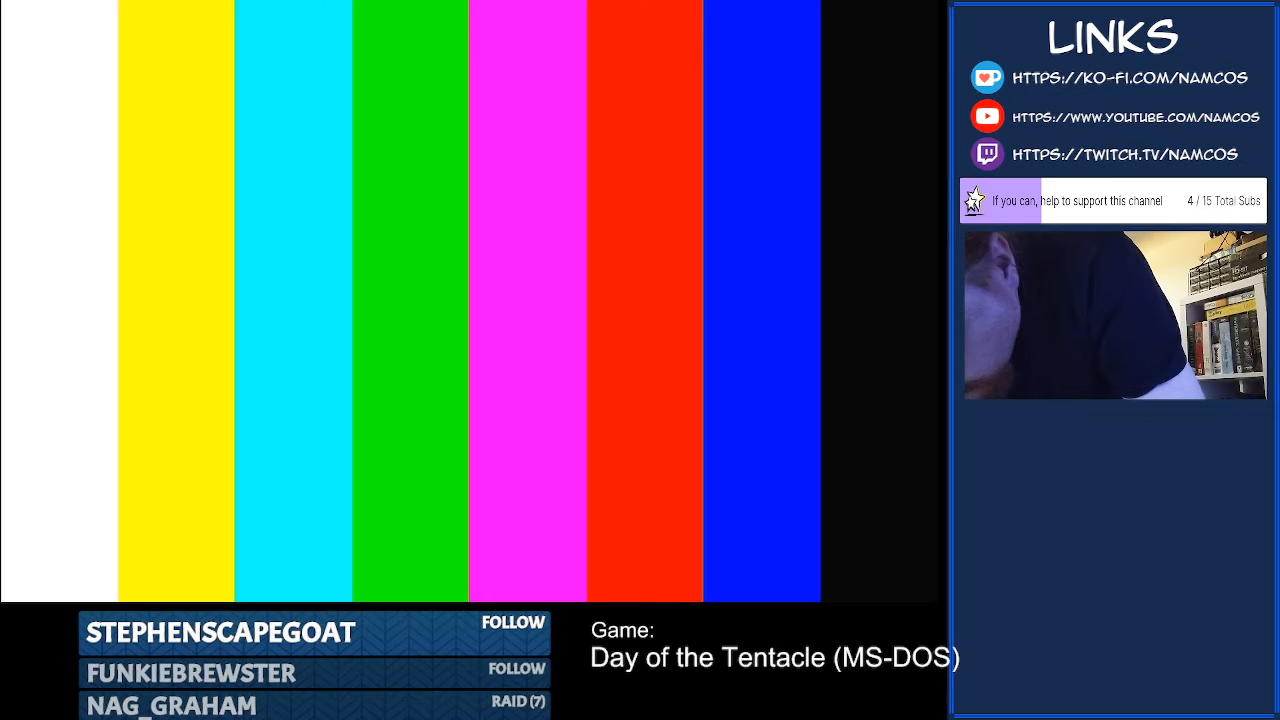 LINKS
HTTPS://KO-FI.COM/NAMCOS
HTTPS://WWW.YOUTUBE.COM/NAMCOS
HTTPS://TWITCH.TV/NAMCOS
If you can, help to support this channel 4 / 15 Total Subs
STEPHENSCAPEGOAT FOLLOW
FUNKIEBREWSTER FOLLOW
NAG_GRAHAM RAID (7)
Game:
Day of the Tentacle (MS-DOS)